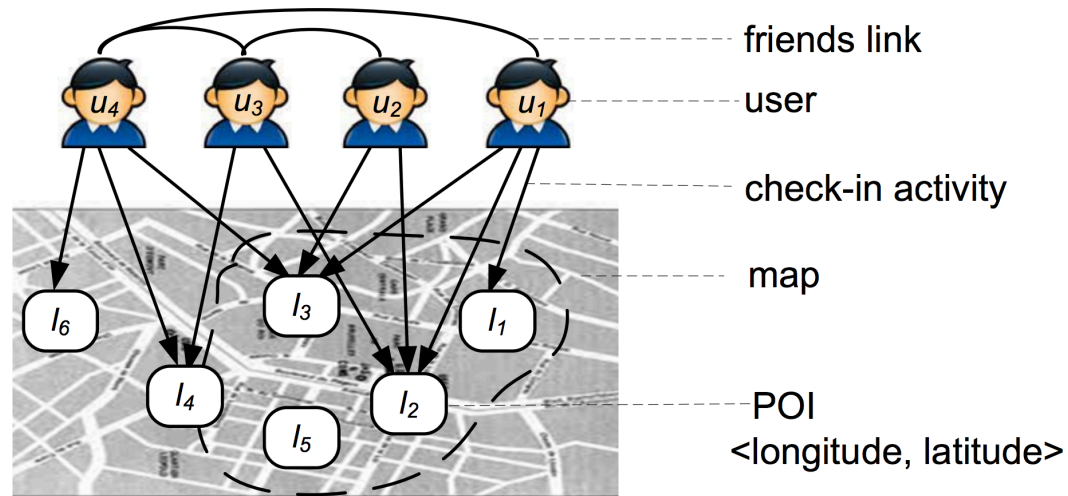 friends link
u4
u3
u2
u1
user
check-in activity
map
l3
l6
l1
l4
l2
l5
POI
<longitude, latitude>